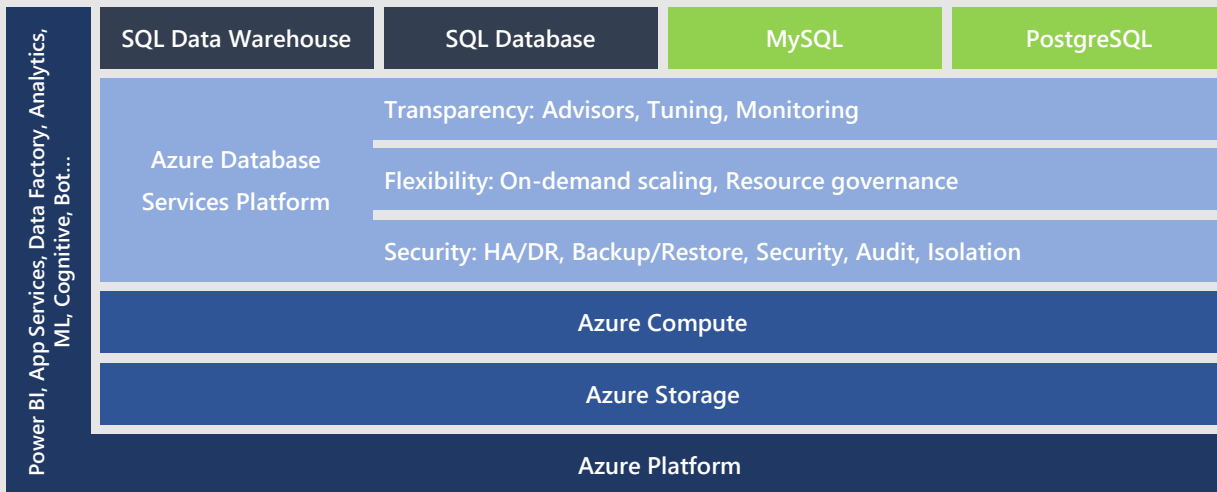 Power BI, App Services, Data Factory, Analytics,
ML, Cognitive, Bot...
SQL Data Warehouse
SQL Database
MySQL
PostgreSQL
Azure Database
Services Platform
Transparency: Advisors, Tuning, Monitoring
Flexibility: On-demand scaling, Resource governance
Security: HA/DR, Backup/Restore, Security, Audit, Isolation
Azure Compute
Azure Storage
Azure Platform